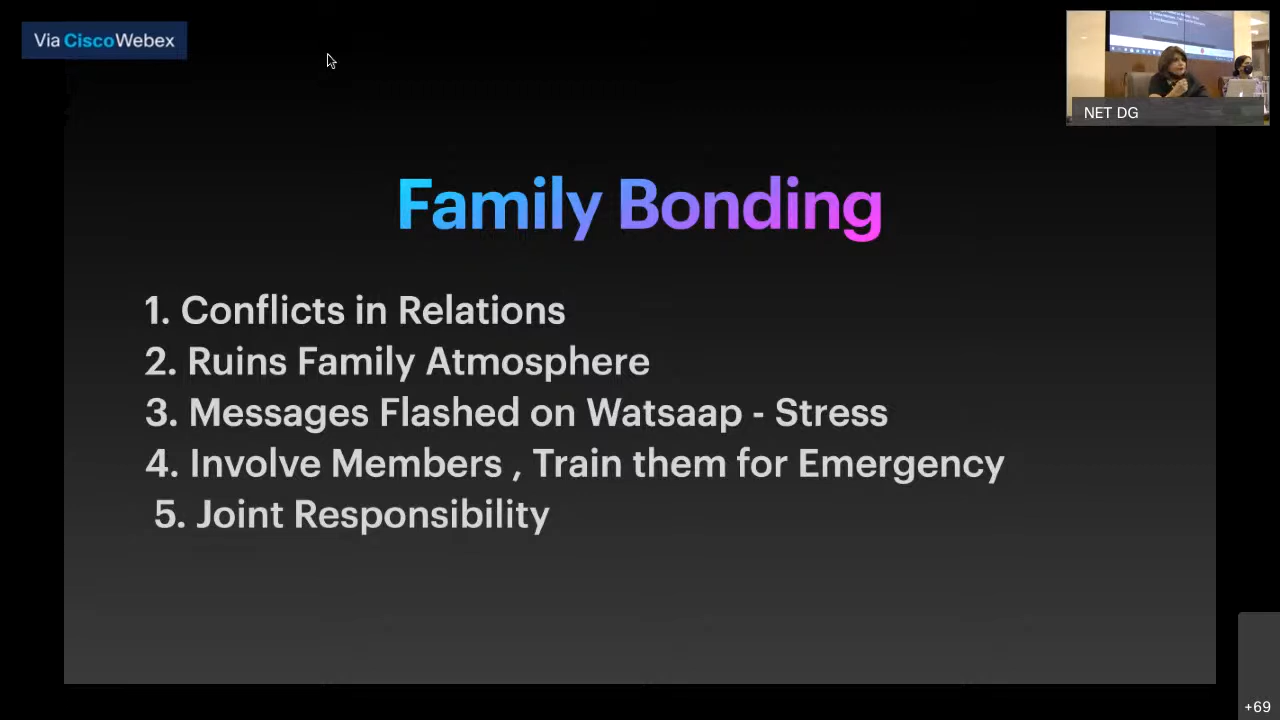 Via CiscoWebex
NET DG
Family Bonding
1. Conflicts in Relations
2. Ruins Family Atmosphere
3. Messages Flashed on Watsaap - Stress
4. Involve Members , Train them for Emergency
5. Joint Responsibility
+69